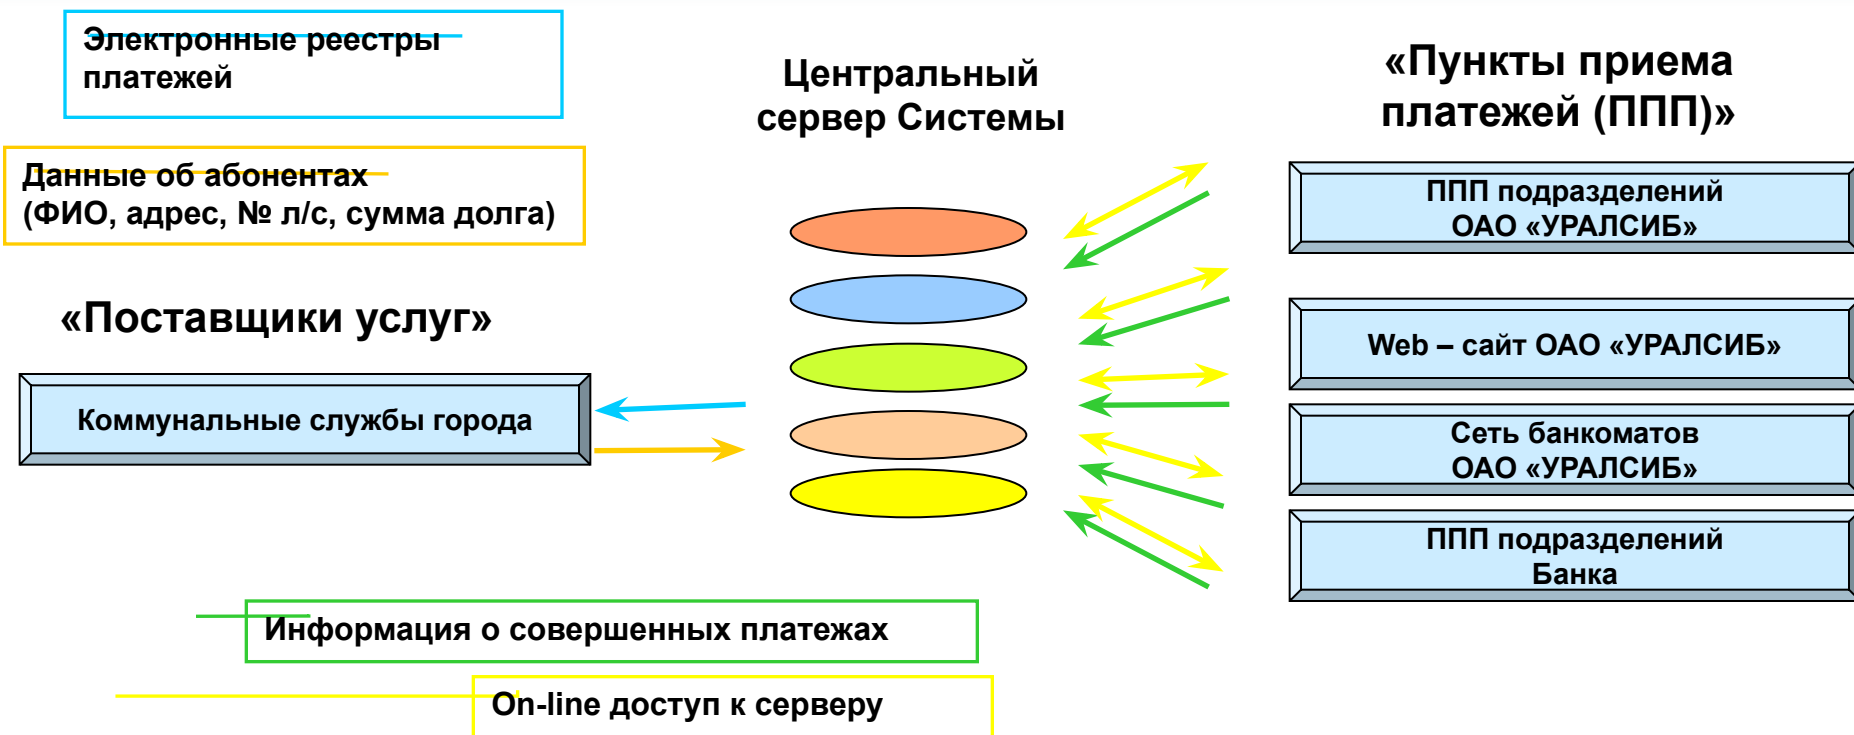 Электронные реестры
платежей
Данные об абонентах
(ФИО, адрес, № л/с, сумма долга)
«Поставщики услуг»
Коммунальные службы города
Центральный
сервер Системы
«Пункты приема
платежей (ППП)»
ППП подразделений
ОАО «УРАЛСИБ»
Web – сайт ОАО «УРАЛСИБ»
Сеть банкоматов
ОАО «УРАЛСИБ»
ППП подразделений
Банка
Информация о совершенных платежах
On-line доступ к серверу